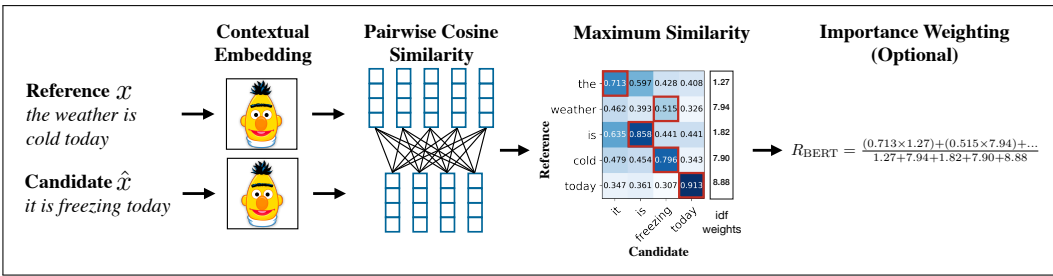 Contextual
Embedding
Pairwise Cosine
Similarity
Maximum Similarity
Importance Weighting
(Optional)
Reference x
the weather is
cold today
Candidate x̂
it is freezing today
Reference
the 0.713 0.597 0.428 0.408 1.27
weather 0.462 0.393 0.515 0.326 7.94
is 0.635 0.858 0.441 0.441 1.82
cold 0.479 0.454 0.796 0.343 7.90
today 0.347 0.361 0.307 0.913 8.88
it is freezing today
idf
weights
Candidate
R_BERT = (0.713×1.27)+(0.515×7.94)+... / 1.27+7.94+1.82+7.90+8.88